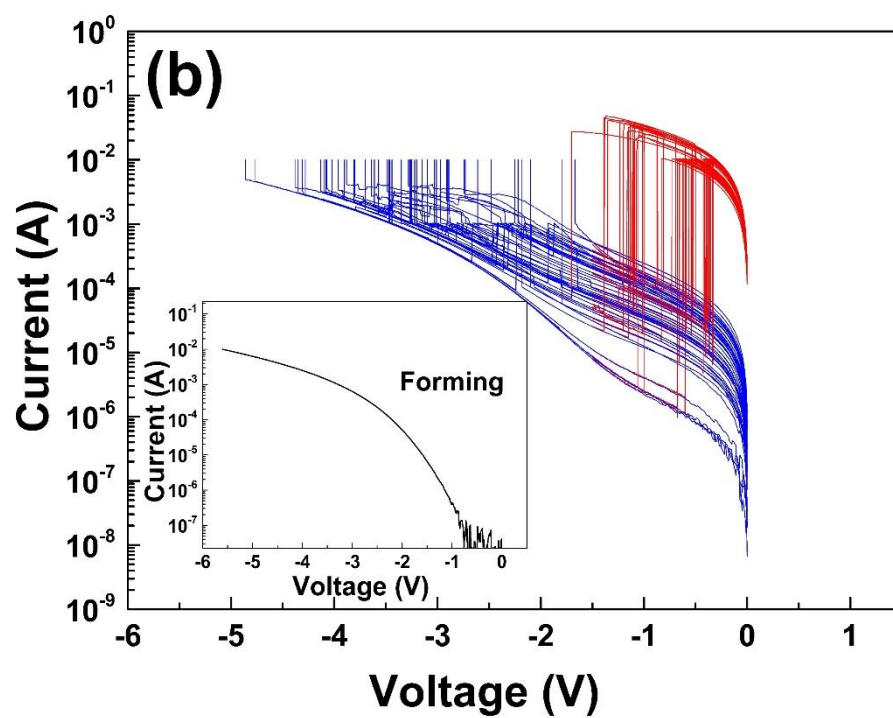 (b)
Current (A)
10^0
10^-1
10^-2
10^-3
10^-4
10^-5
10^-6
10^-7
10^-8
10^-9
-6 -5 -4 -3 -2 -1 0 1
Voltage (V)
Forming
Current (A)
10^-1
10^-2
10^-3
10^-4
10^-5
10^-6
10^-7
-6 -5 -4 -3 -2 -1 0
Voltage (V)